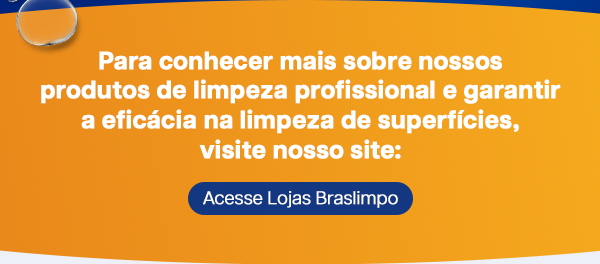 Para conhecer mais sobre nossos
produtos de limpeza profissional e garantir
a eficácia na limpeza de superfícies,
visite nosso site:
Acesse Lojas Braslimpo